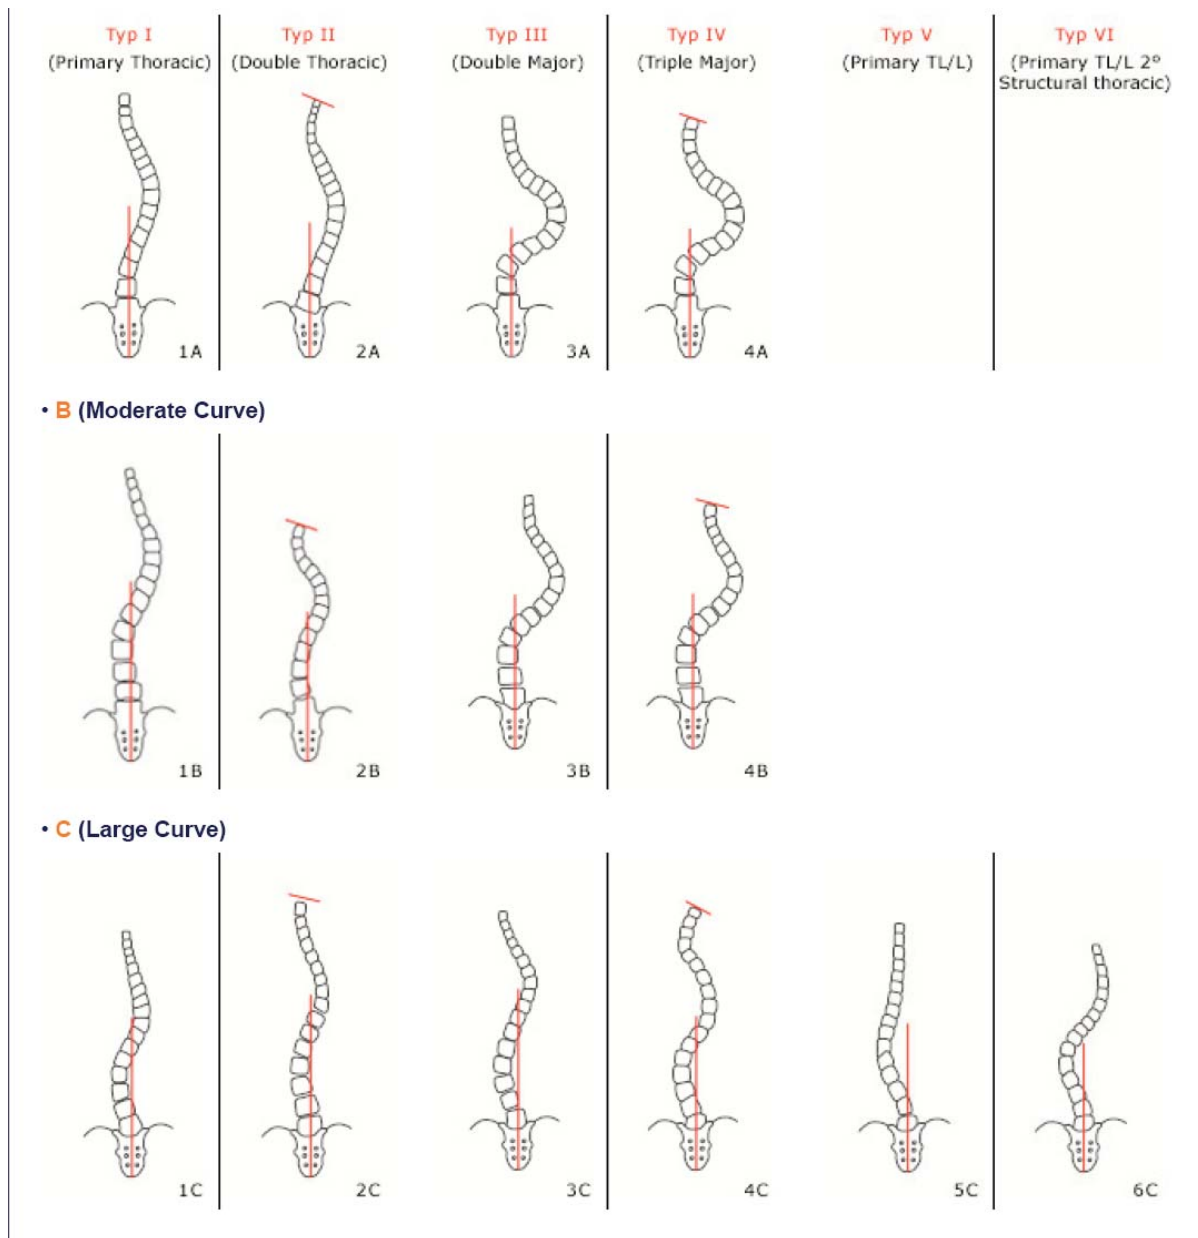 Typ I
(Primary Thoracic)
Typ II
(Double Thoracic)
Typ III
(Double Major)
Typ IV
(Triple Major)
Typ V
(Primary TL/L)
Typ VI
(Primary TL/L 2°
Structural thoracic)
1A
2A
3A
4A
• B (Moderate Curve)
1B
2B
3B
4B
• C (Large Curve)
1C
2C
3C
4C
5C
6C